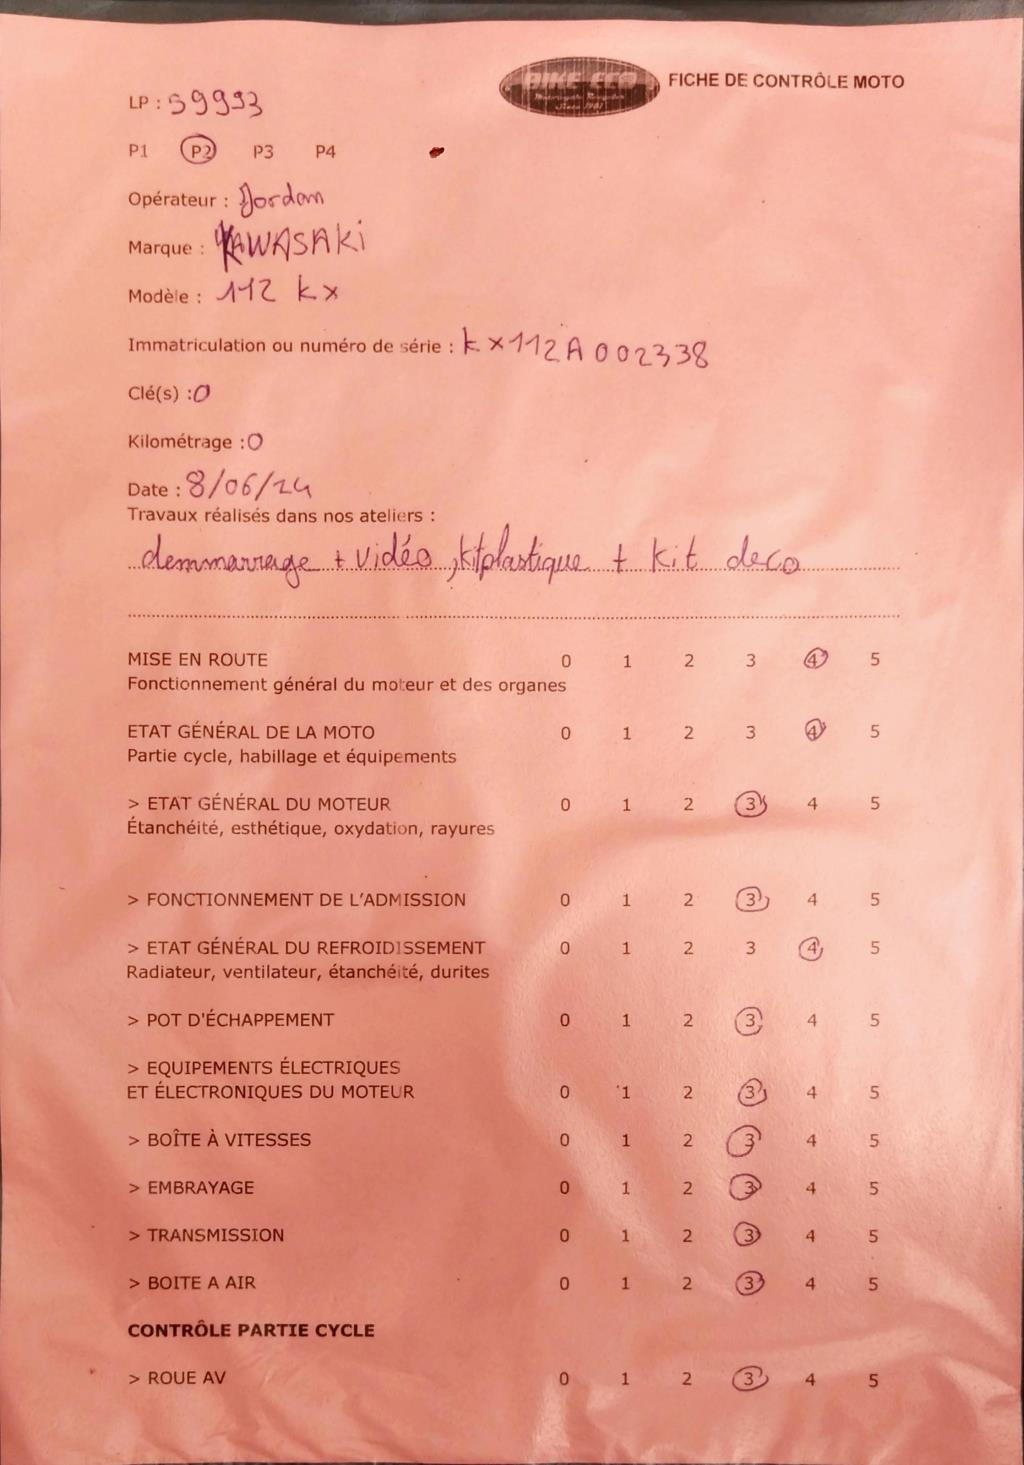 BIKE ECO
FICHE DE CONTRÔLE MOTO
LP : 59993
P1 P2 P3 P4
Opérateur : Jordan
Marque : KAWASAKi
Modèle : 112 kx
Immatriculation ou numéro de série : kx112A002338
Clé(s) :0
Kilométrage :0
Date : 8/06/24
Travaux réalisés dans nos ateliers :
demmarrage + vidéo, kit plastique + kit deco
MISE EN ROUTE 0 1 2 3 4 5
Fonctionnement général du moteur et des organes
ETAT GÉNÉRAL DE LA MOTO 0 1 2 3 4 5
Partie cycle, habillage et équipements
> ETAT GÉNÉRAL DU MOTEUR 0 1 2 3 4 5
Étanchéité, esthétique, oxydation, rayures
> FONCTIONNEMENT DE L'ADMISSION 0 1 2 3 4 5
> ETAT GÉNÉRAL DU REFROIDISSEMENT 0 1 2 3 4 5
Radiateur, ventilateur, étanchéité, durites
> POT D'ÉCHAPPEMENT 0 1 2 3 4 5
> EQUIPEMENTS ÉLECTRIQUES
ET ÉLECTRONIQUES DU MOTEUR 0 1 2 3 4 5
> BOÎTE À VITESSES 0 1 2 3 4 5
> EMBRAYAGE 0 1 2 3 4 5
> TRANSMISSION 0 1 2 3 4 5
> BOITE A AIR 0 1 2 3 4 5
CONTRÔLE PARTIE CYCLE
> ROUE AV 0 1 2 3 4 5